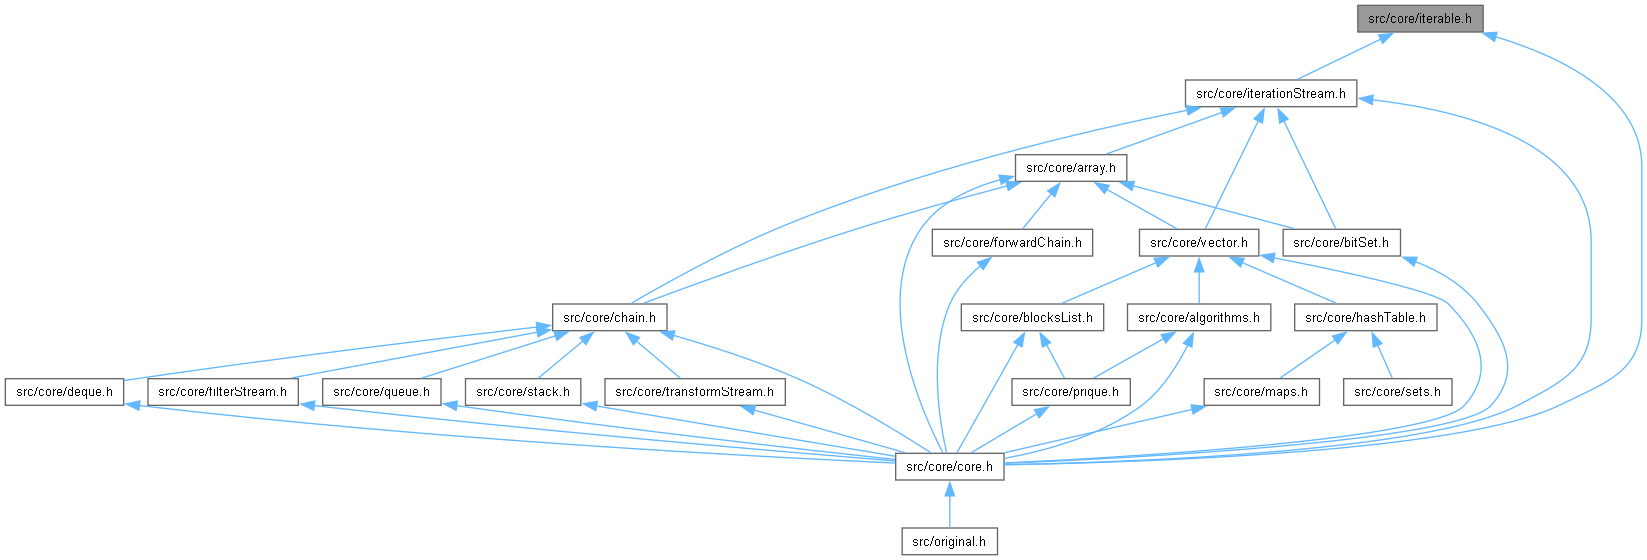 src/core/iterable.h
src/core/iterationStream.h
src/core/array.h
src/core/forwardChain.h
src/core/vector.h
src/core/bitSet.h
src/core/chain.h
src/core/blocksList.h
src/core/algorithms.h
src/core/hashTable.h
src/core/deque.h
src/core/filterStream.h
src/core/queue.h
src/core/stack.h
src/core/transformStream.h
src/core/prique.h
src/core/maps.h
src/core/sets.h
src/core/core.h
src/original.h